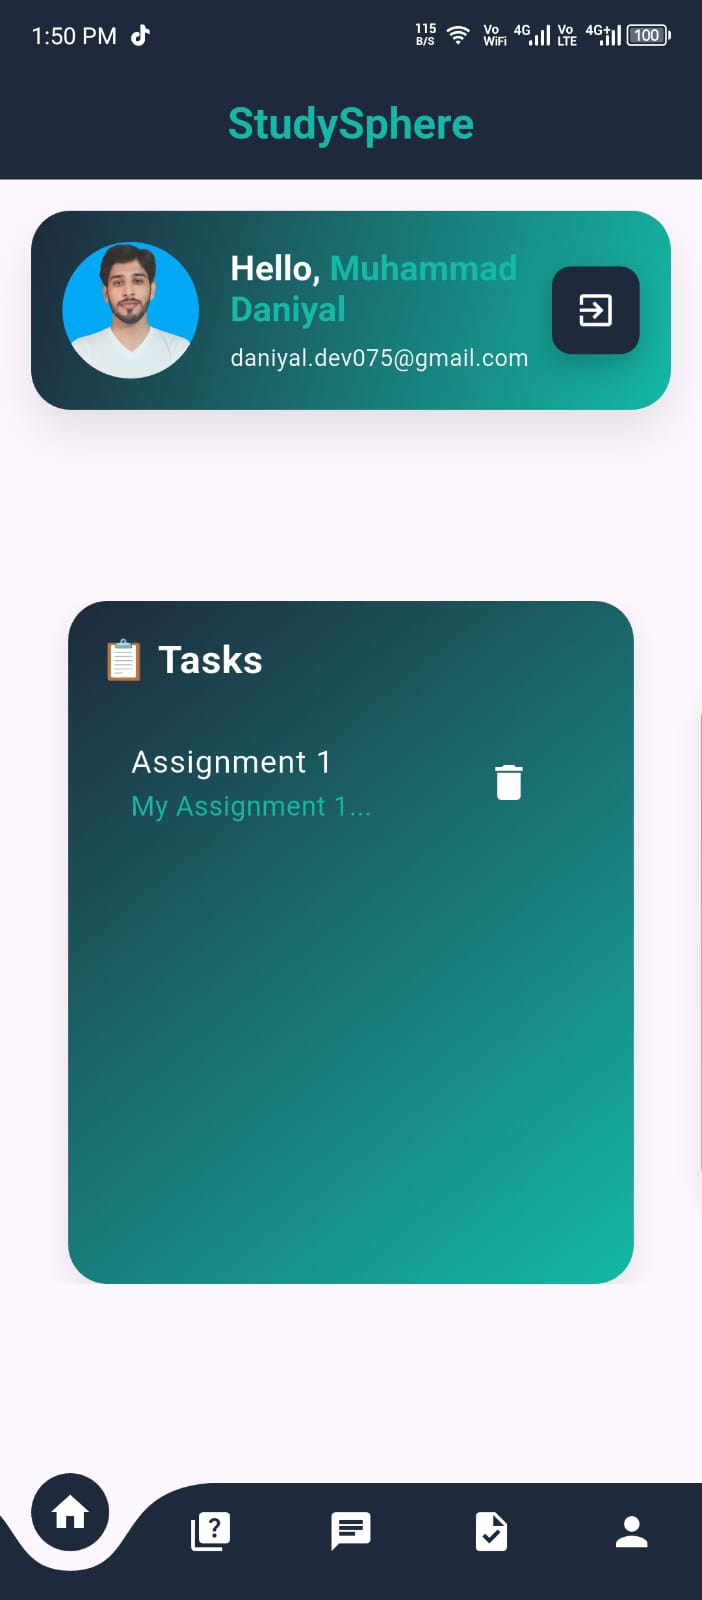 1:50 PM
115 B/S
Vo WiFi
4G
Vo LTE
4G+
100
StudySphere
Hello, Muhammad
Daniyal
daniyal.dev075@gmail.com
📋 Tasks
Assignment 1
My Assignment 1...
?